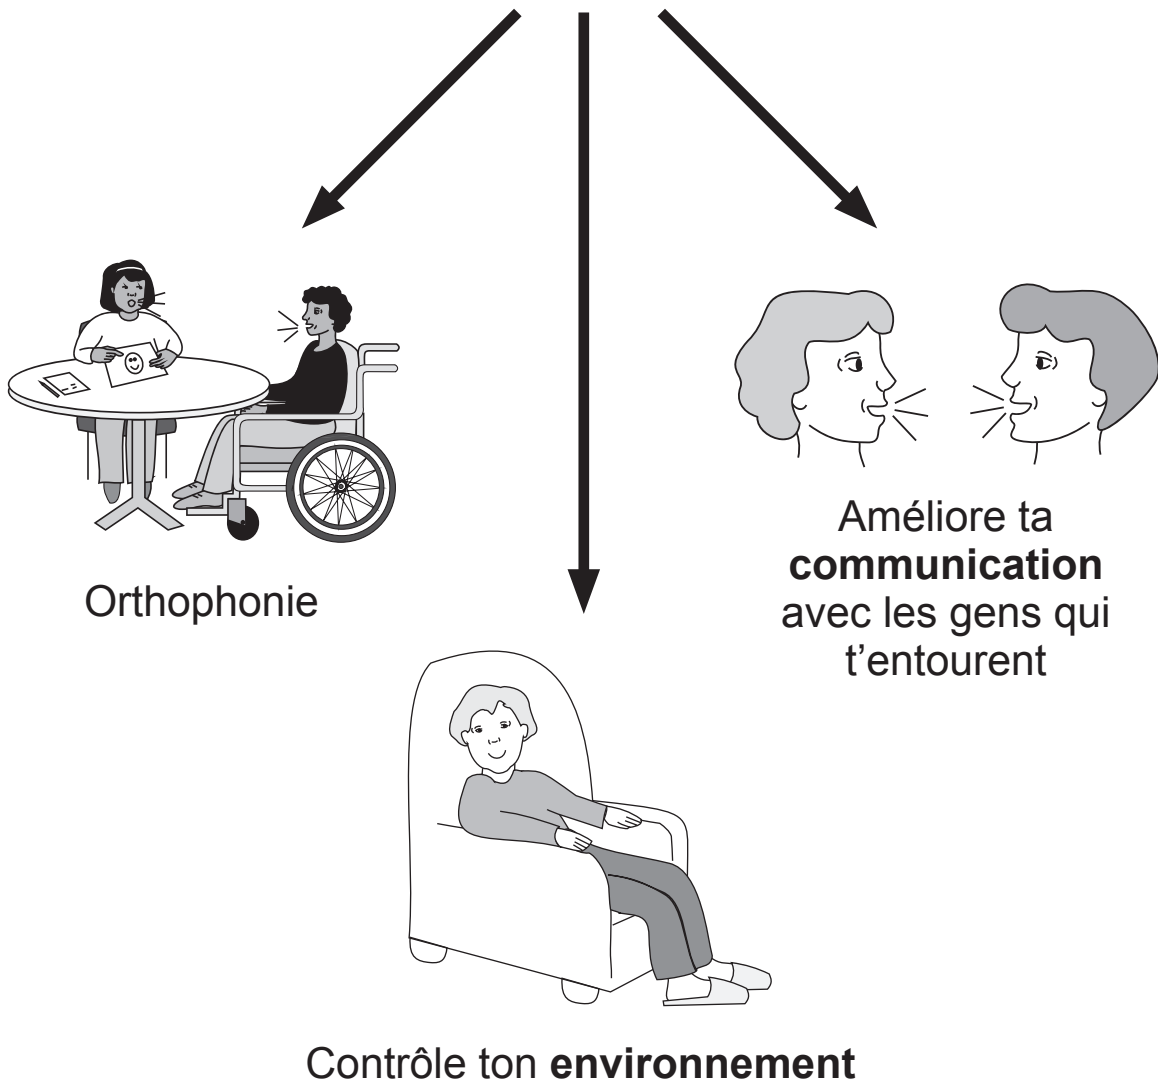 Orthophonie
Améliore ta
communication
avec les gens qui
t’entourent
Contrôle ton environnement